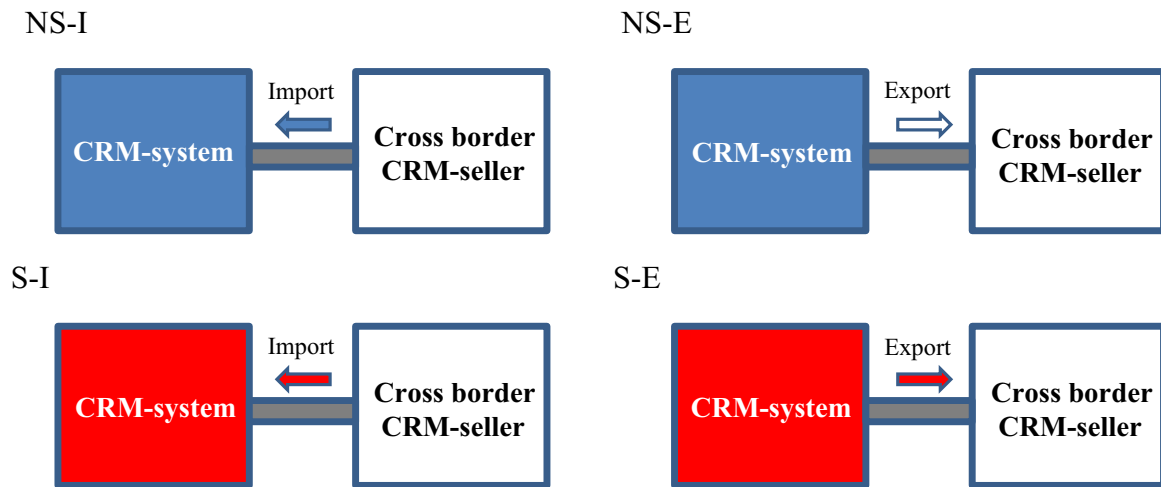 NS-I
NS-E
Import
CRM-system
Cross border
CRM-seller
Export
CRM-system
Cross border
CRM-seller
S-I
S-E
Import
CRM-system
Cross border
CRM-seller
Export
CRM-system
Cross border
CRM-seller